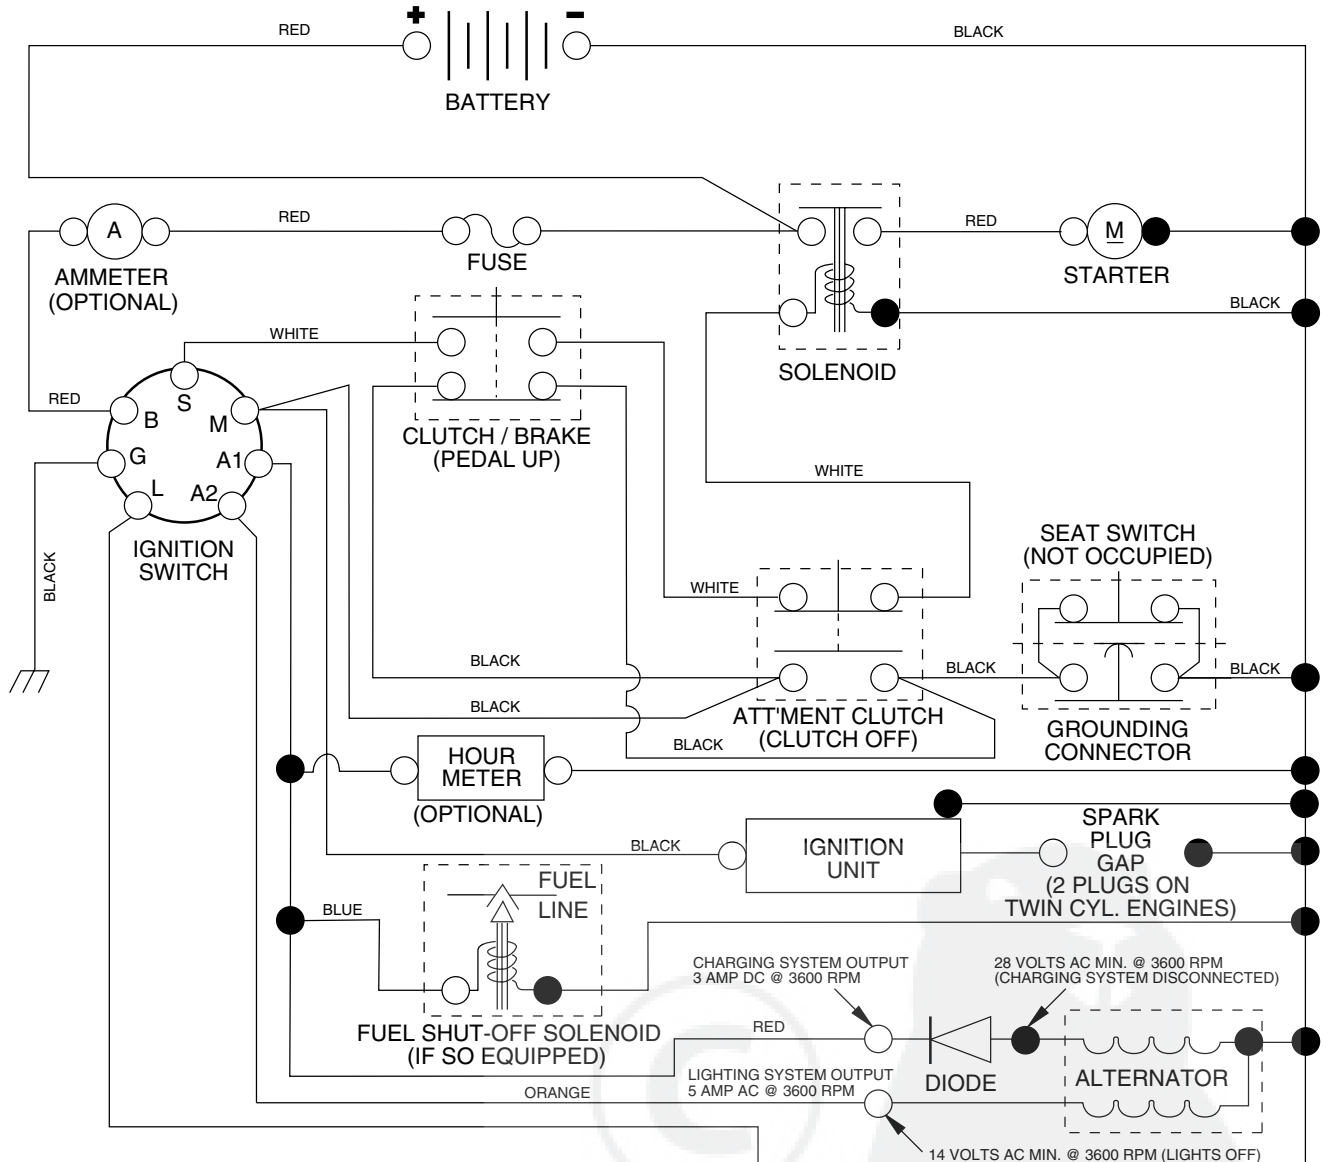 + -
RED
BLACK
BATTERY
A
RED
FUSE
RED
M
STARTER
AMMETER
(OPTIONAL)
BLACK
WHITE
SOLENOID
RED
S
B
M
CLUTCH / BRAKE
(PEDAL UP)
G
A1
L
A2
WHITE
IGNITION
SWITCH
BLACK
SEAT SWITCH
(NOT OCCUPIED)
WHITE
BLACK
BLACK
BLACK
BLACK
ATT'MENT CLUTCH
(CLUTCH OFF)
GROUNDING
CONNECTOR
BLACK
HOUR
METER
(OPTIONAL)
SPARK
PLUG
GAP
(2 PLUGS ON
TWIN CYL. ENGINES)
BLACK
IGNITION
UNIT
FUEL
LINE
BLUE
CHARGING SYSTEM OUTPUT
3 AMP DC @ 3600 RPM
28 VOLTS AC MIN. @ 3600 RPM
(CHARGING SYSTEM DISCONNECTED)
FUEL SHUT-OFF SOLENOID
(IF SO EQUIPPED)
RED
DIODE
ALTERNATOR
LIGHTING SYSTEM OUTPUT
5 AMP AC @ 3600 RPM
ORANGE
14 VOLTS AC MIN. @ 3600 RPM (LIGHTS OFF)
©